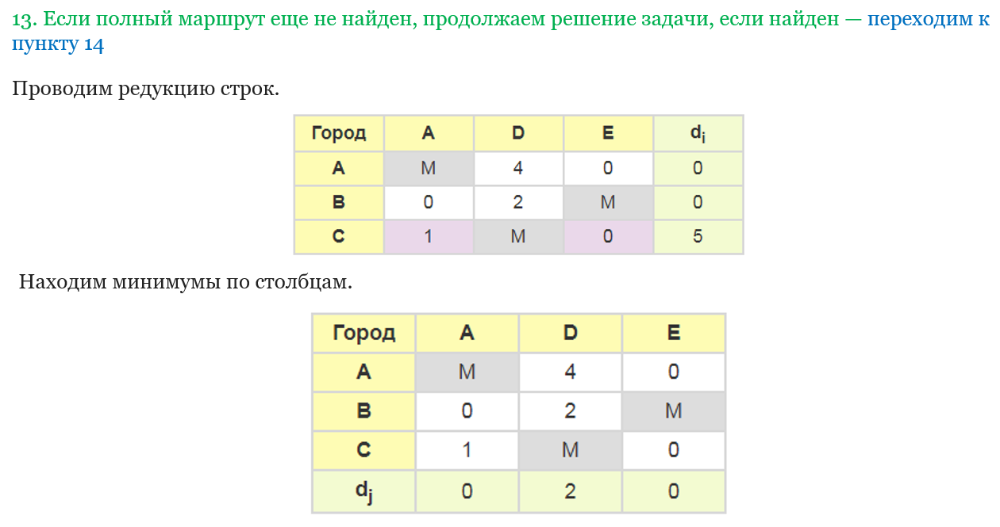 13. Если полный маршрут еще не найден, продолжаем решение задачи, если найден — переходим к
пункту 14
Проводим редукцию строк.
Город A D E di
A M 4 0 0
B 0 2 M 0
C 1 M 0 5
Находим минимумы по столбцам.
Город A D E
A M 4 0
B 0 2 M
C 1 M 0
dj 0 2 0